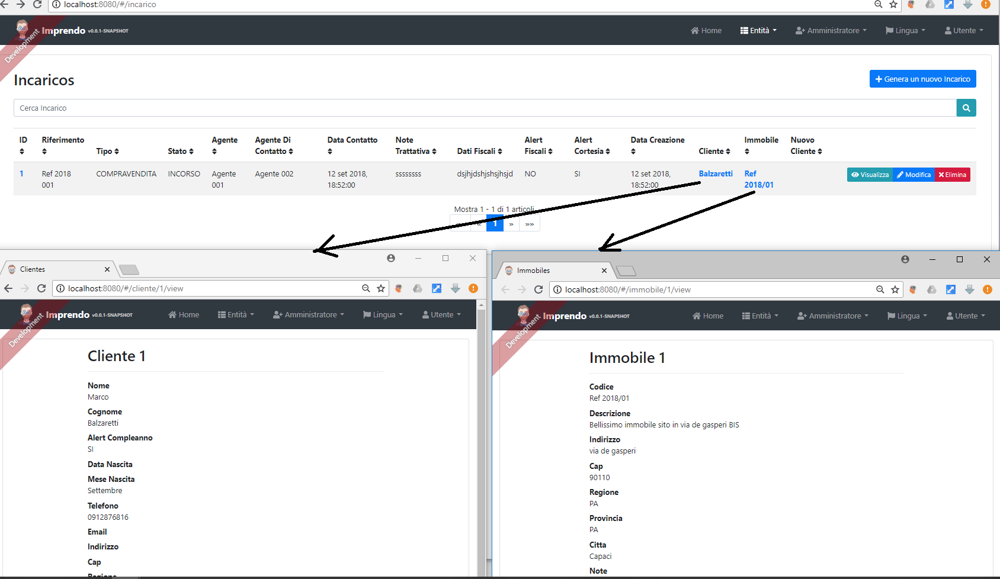 localhost:8080/#/incarico
Development
Imprendo v0.0.1-SNAPSHOT
Home Entità Amministratore Lingua Utente
Incaricos
Genera un nuovo Incarico
Cerca Incarico
ID Riferimento Tipo Stato Agente Agente Di Contatto Data Contatto Note Trattativa Dati Fiscali Alert Fiscali Alert Cortesia Data Creazione Cliente Immobile Nuovo Cliente
1 Ref 2018 001 COMPRAVENDITA INCORSO Agente 001 Agente 002 12 set 2018, 18:52:00 ssssssss dsjhjdshjshsjhsjd NO SI 12 set 2018, 18:52:00 Balzaretti Ref 2018/01 Visualizza Modifica Elimina
Mostra 1 - 1 di 1 articoli
« 1 » »»
Clientes
localhost:8080/#/cliente/1/view
Development
Imprendo v0.0.1-SNAPSHOT
Home Entità Amministratore Lingua Utente
Cliente 1
Nome
Marco
Cognome
Balzaretti
Alert Compleanno
SI
Data Nascita
Mese Nascita
Settembre
Telefono
0912876816
Email
Indirizzo
Cap
Regione
Immobiles
localhost:8080/#/immobile/1/view
Development
Imprendo v0.0.1-SNAPSHOT
Home Entità Amministratore Lingua Utente
Immobile 1
Codice
Ref 2018/01
Descrizione
Bellissimo immobile sito in via de gasperi BIS
Indirizzo
via de gasperi
Cap
90110
Regione
PA
Provincia
PA
Citta
Capaci
Note